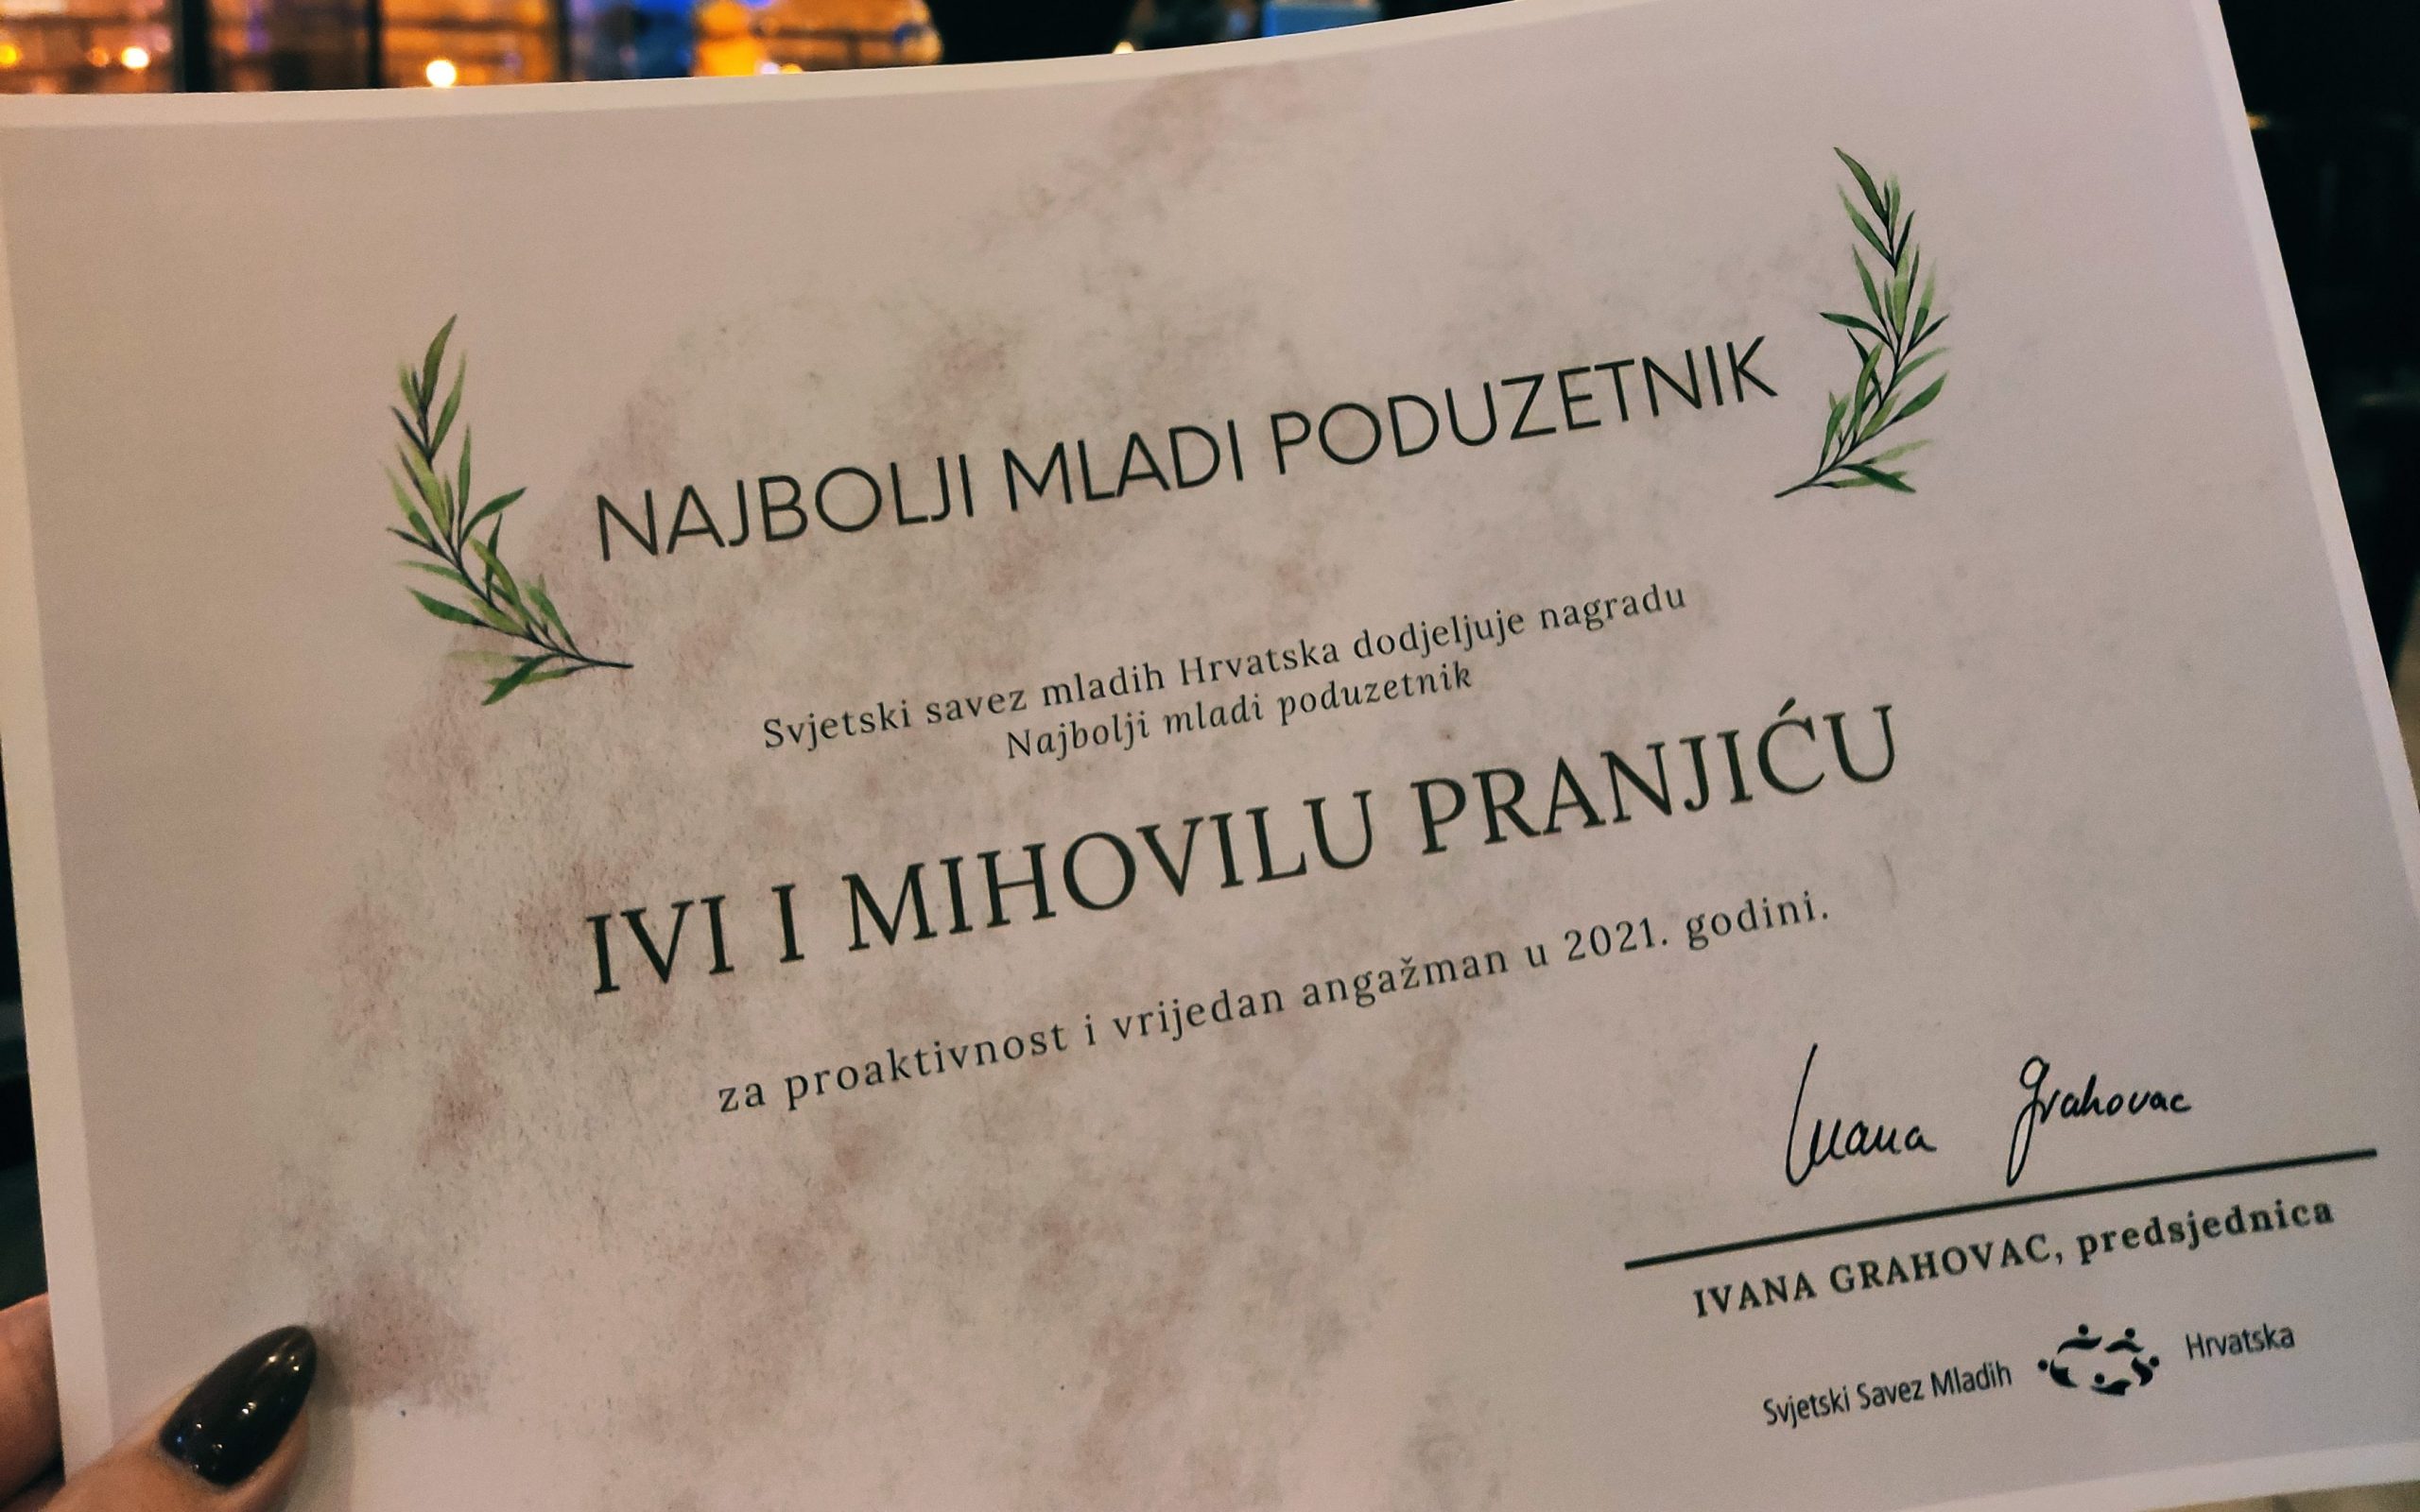 NAJBOLJI MLADI PODUZETNIK
Svjetski savez mladih Hrvatska dodjeljuje nagradu
Najbolji mladi poduzetnik
IVI I MIHOVILU PRANJIĆU
za proaktivnost i vrijedan angažman u 2021. godini.
Ivana Grahovac
IVANA GRAHOVAC, predsjednica
Svjetski Savez Mladih Hrvatska